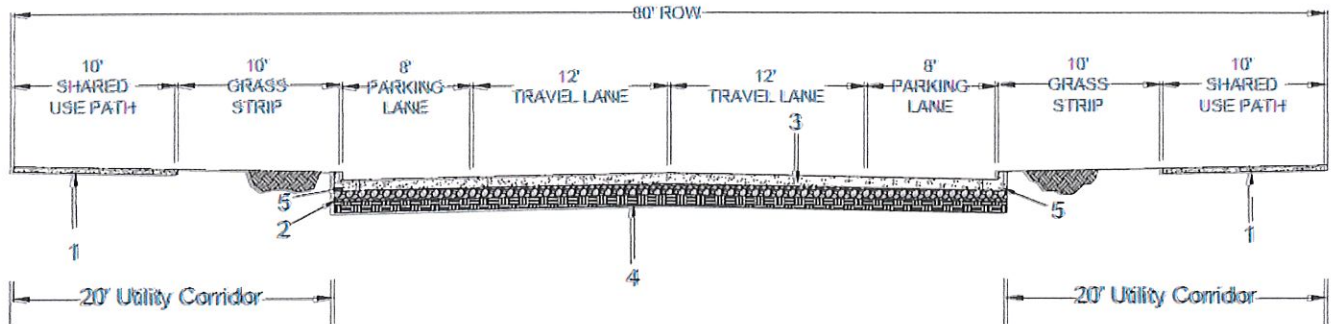 80' ROW
10'
SHARED
USE PATH
10'
GRASS
STRIP
8'
PARKING
LANE
12'
TRAVEL LANE
12'
TRAVEL LANE
8'
PARKING
LANE
10'
GRASS
STRIP
10'
SHARED
USE PATH
3
5
2
1
4
5
1
20' Utility Corridor
20' Utility Corridor